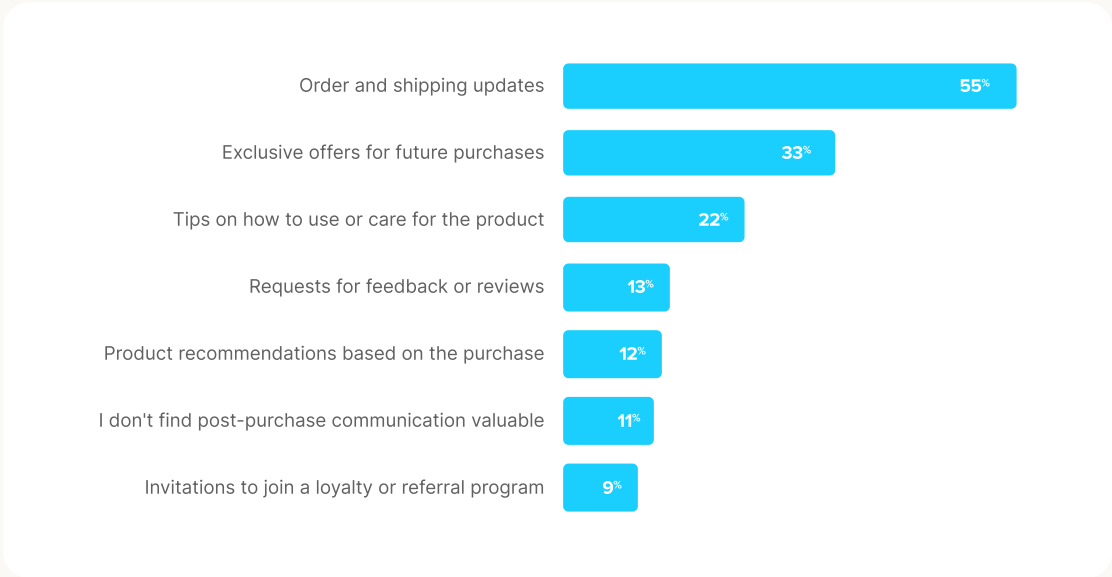 Order and shipping updates 55%
Exclusive offers for future purchases 33%
Tips on how to use or care for the product 22%
Requests for feedback or reviews 13%
Product recommendations based on the purchase 12%
I don't find post-purchase communication valuable 11%
Invitations to join a loyalty or referral program 9%